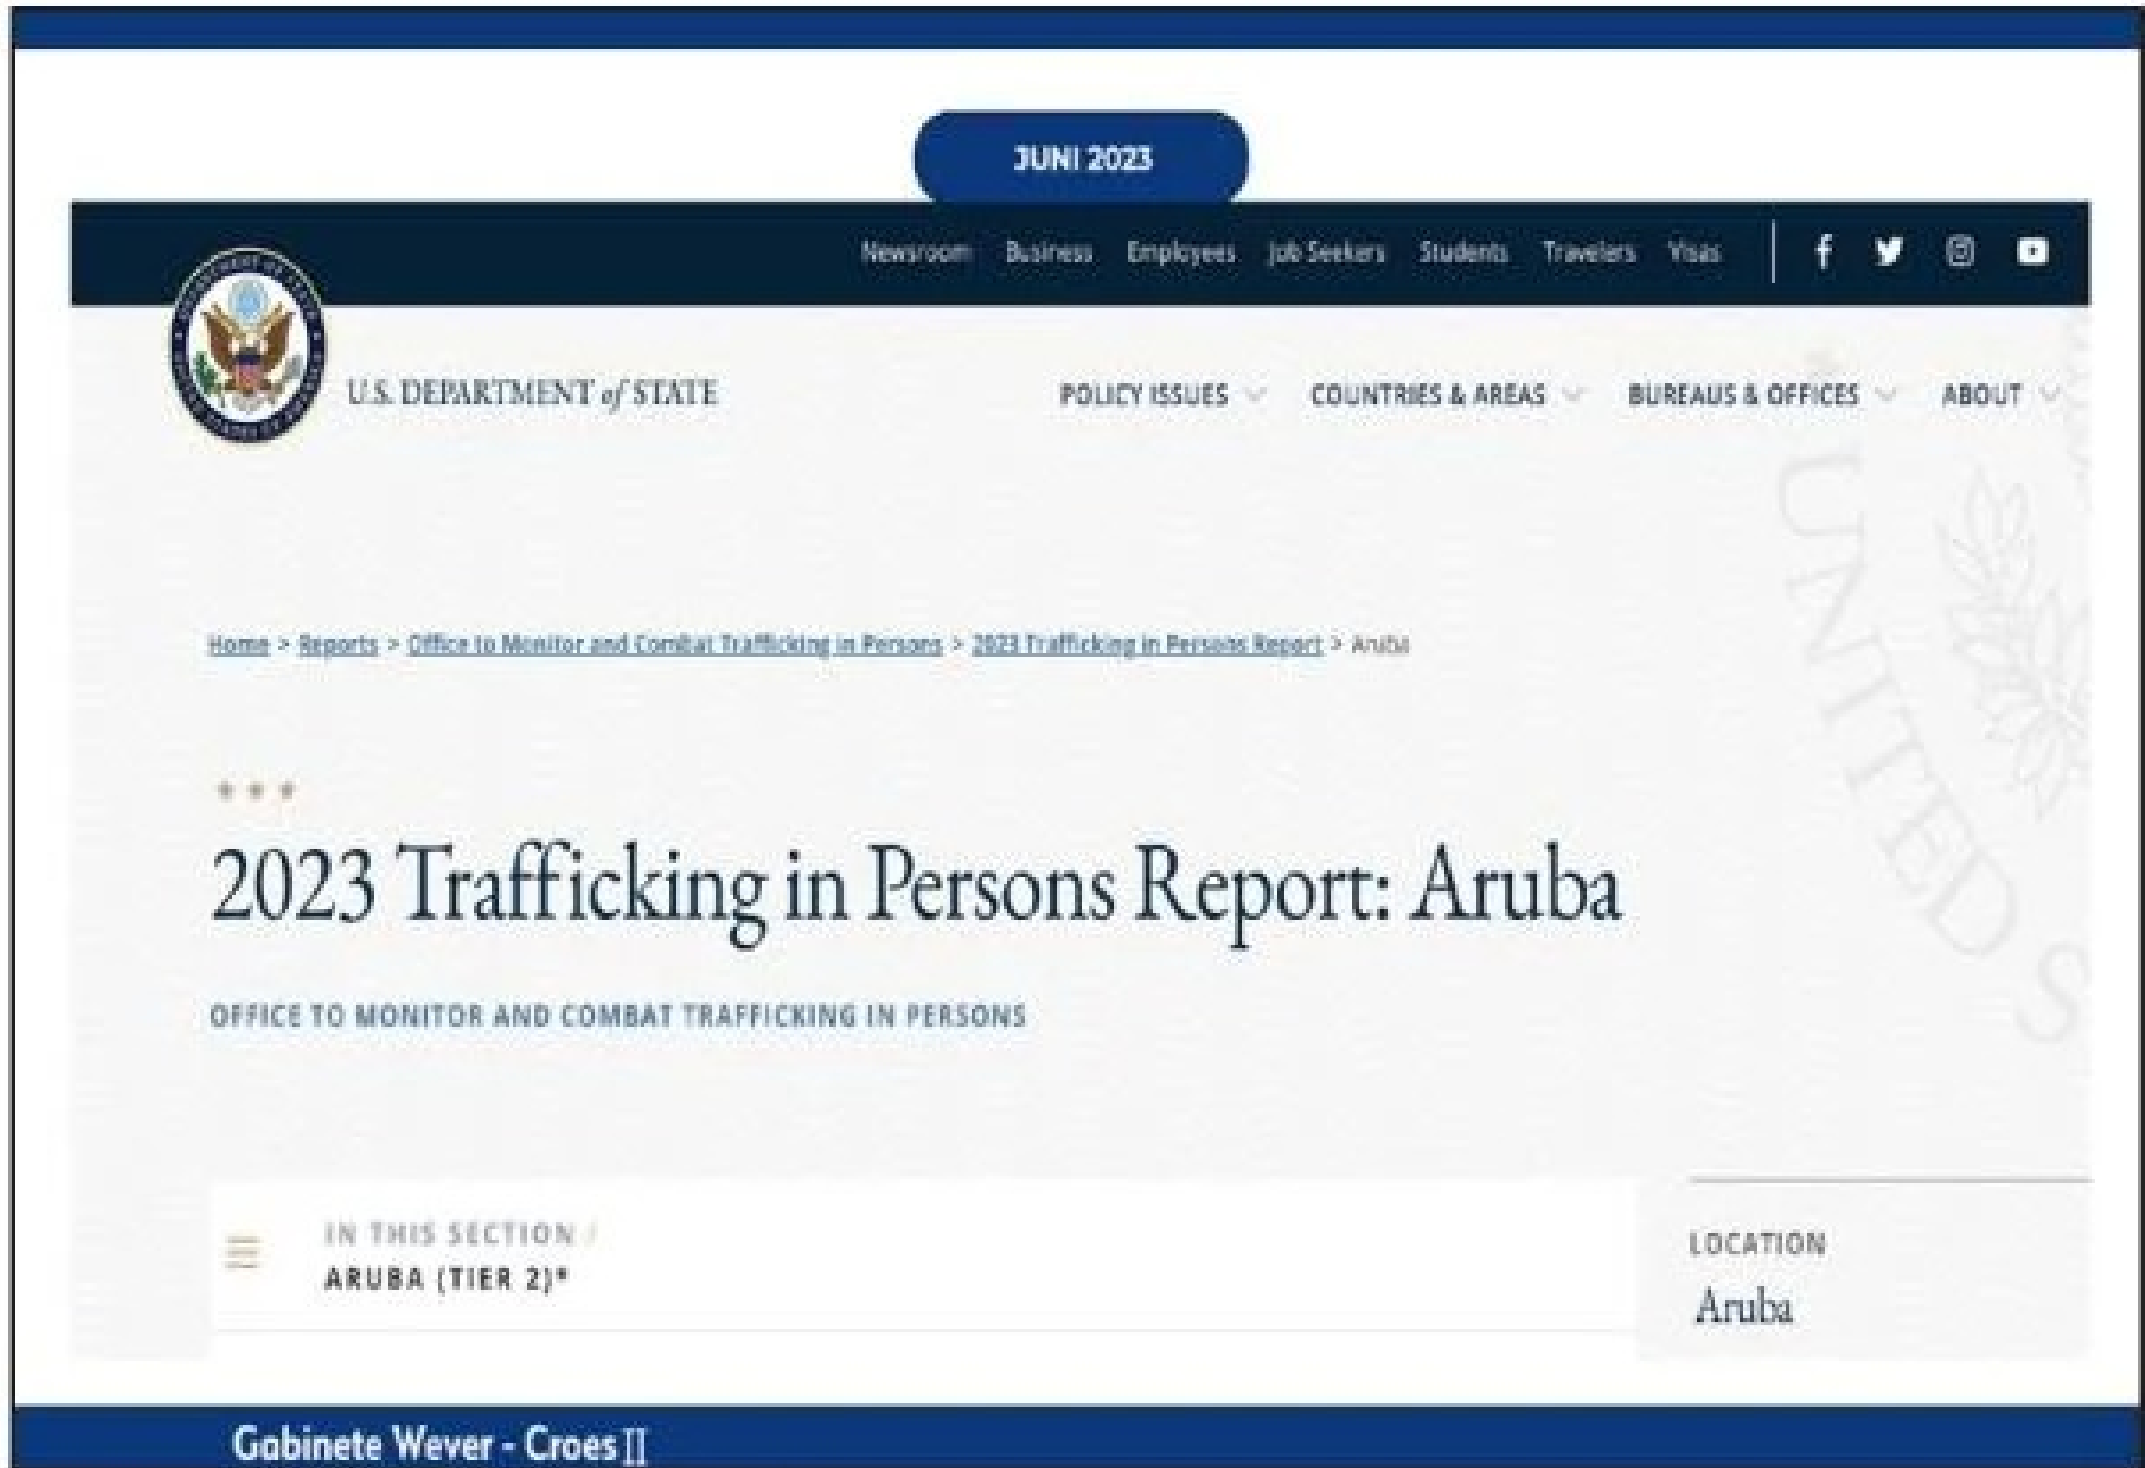 JUNI 2023
Newsroom Business Employees Job Seekers Students Travelers Visas
U.S. DEPARTMENT of STATE
POLICY ISSUES COUNTRIES & AREAS BUREAUS & OFFICES ABOUT
UNITED S
Home > Reports > Office to Monitor and Combat Trafficking in Persons > 2023 Trafficking in Persons Report > Aruba
2023 Trafficking in Persons Report: Aruba
OFFICE TO MONITOR AND COMBAT TRAFFICKING IN PERSONS
IN THIS SECTION /
ARUBA (TIER 2)*
LOCATION
Aruba
Gabinete Wever - Croes II